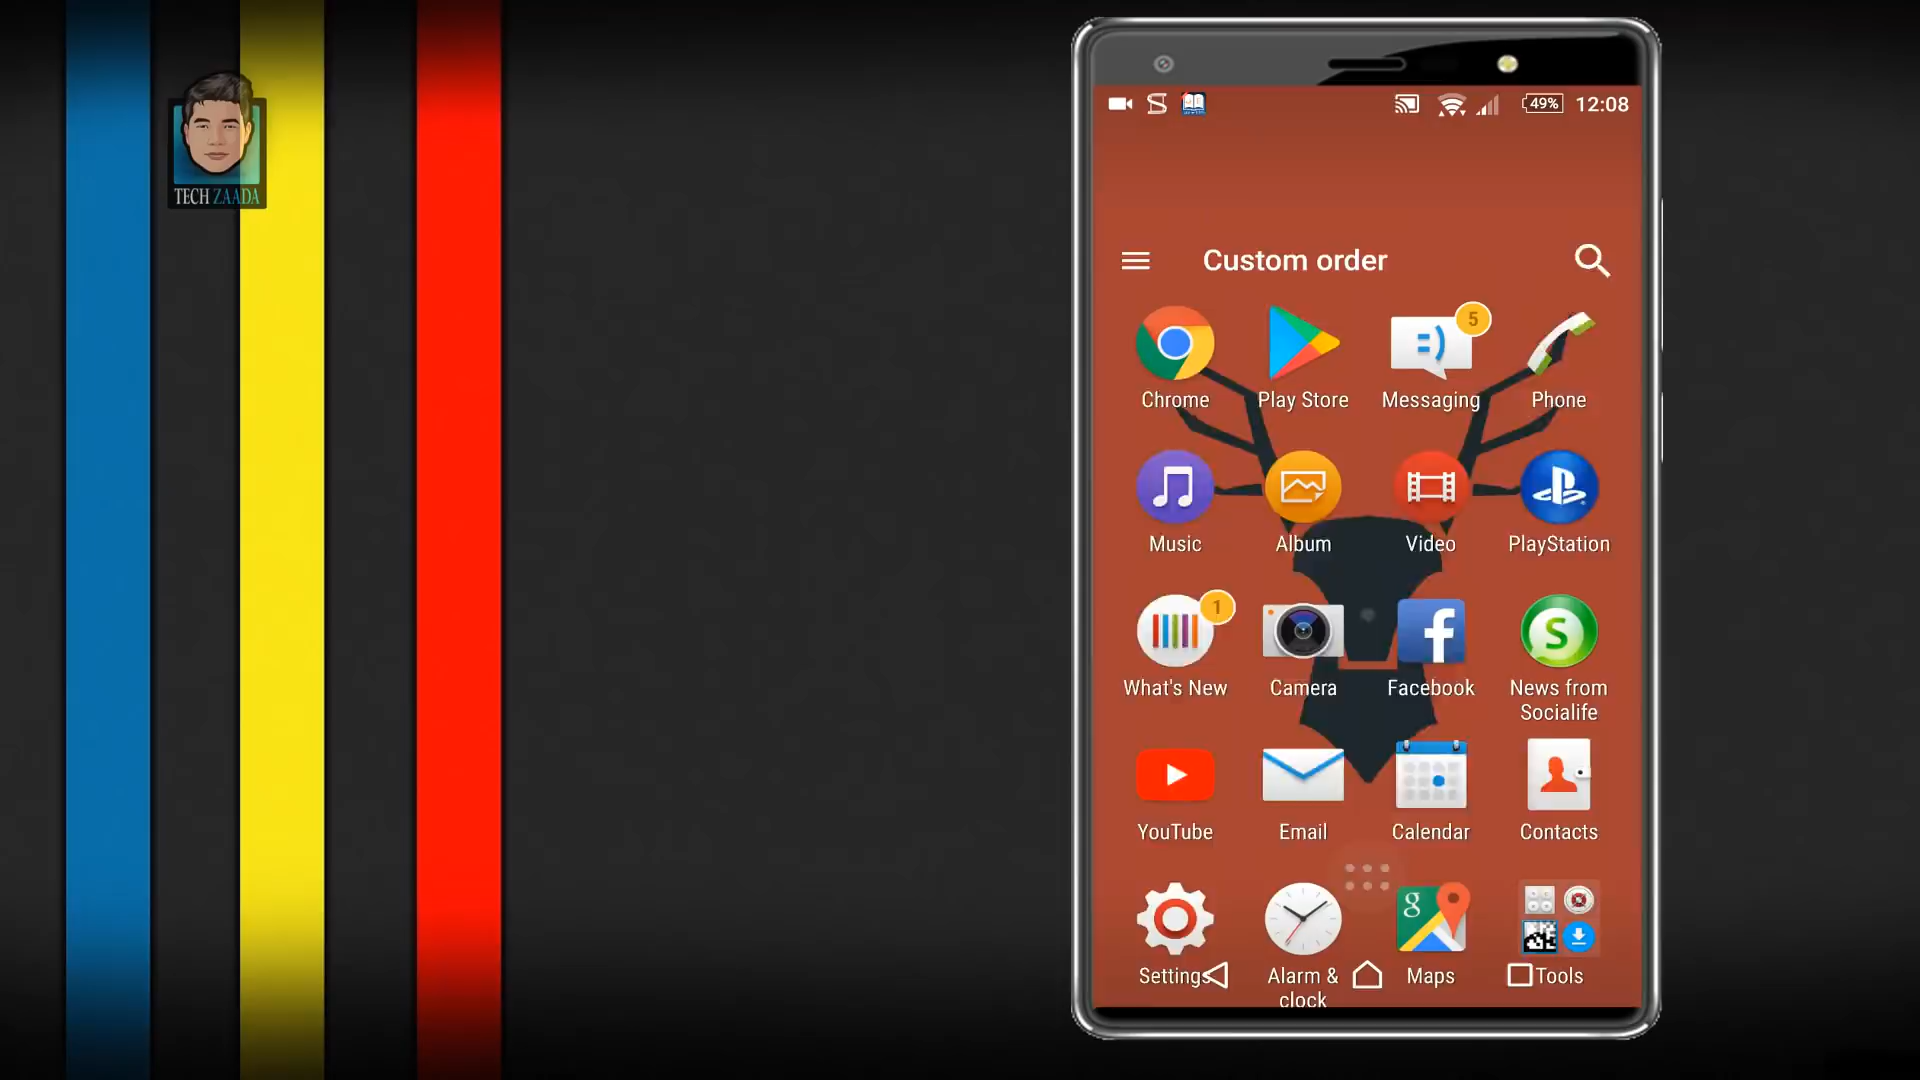 TECH ZAADA
49% 12:08
Custom order
5
Chrome Play Store Messaging Phone
Music Album Video PlayStation
1
What's New Camera Facebook News from
Socialife
YouTube Email Calendar Contacts
Settings Alarm & Maps Tools
clock